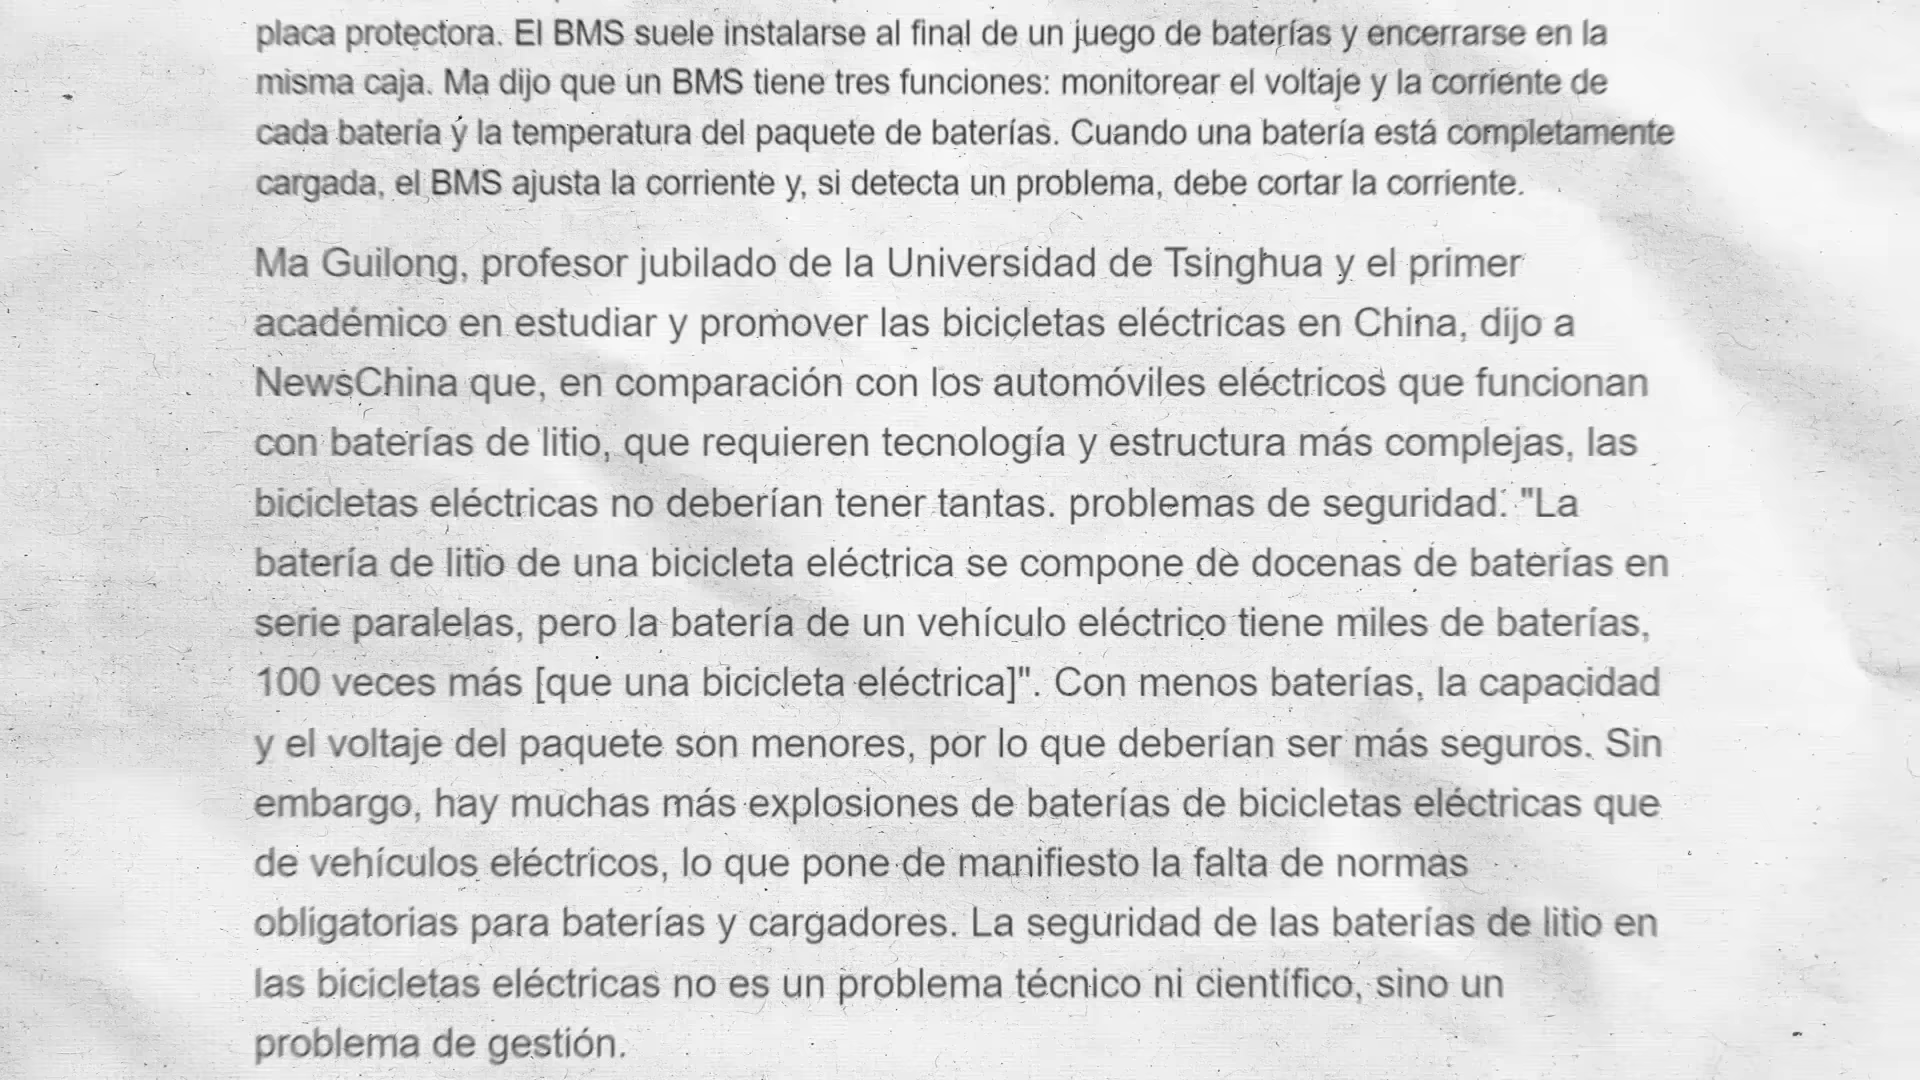 placa protectora. El BMS suele instalarse al final de un juego de baterías y encerrarse en la
misma caja. Ma dijo que un BMS tiene tres funciones: monitorear el voltaje y la corriente de
cada batería y la temperatura del paquete de baterías. Cuando una batería está completamente
cargada, el BMS ajusta la corriente y, si detecta un problema, debe cortar la corriente.
Ma Guilong, profesor jubilado de la Universidad de Tsinghua y el primer
académico en estudiar y promover las bicicletas eléctricas en China, dijo a
NewsChina que, en comparación con los automóviles eléctricos que funcionan
con baterías de litio, que requieren tecnología y estructura más complejas, las
bicicletas eléctricas no deberían tener tantas. problemas de seguridad. "La
batería de litio de una bicicleta eléctrica se compone de docenas de baterías en
serie paralelas, pero la batería de un vehículo eléctrico tiene miles de baterías,
100 veces más [que una bicicleta eléctrica]". Con menos baterías, la capacidad
y el voltaje del paquete son menores, por lo que deberían ser más seguros. Sin
embargo, hay muchas más explosiones de baterías de bicicletas eléctricas que
de vehículos eléctricos, lo que pone de manifiesto la falta de normas
obligatorias para baterías y cargadores. La seguridad de las baterías de litio en
las bicicletas eléctricas no es un problema técnico ni científico, sino un
problema de gestión.